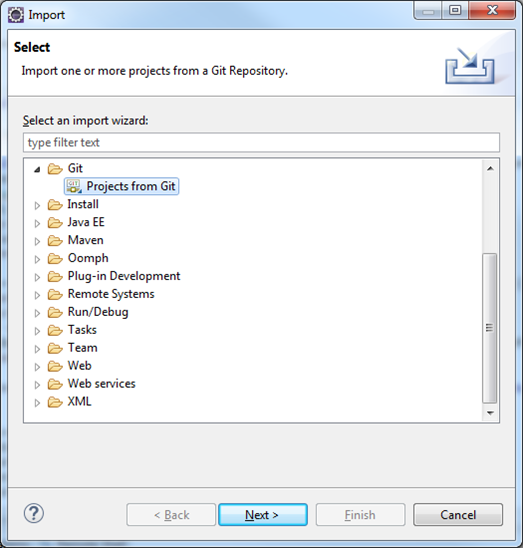 Import
Select
Import one or more projects from a Git Repository.
Select an import wizard:
type filter text
Git
Projects from Git
Install
Java EE
Maven
Oomph
Plug-in Development
Remote Systems
Run/Debug
Tasks
Team
Web
Web services
XML
? < Back Next > Finish Cancel